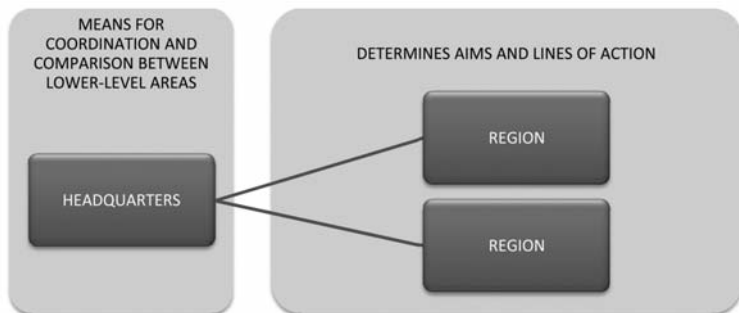 MEANS FOR
COORDINATION AND
COMPARISON BETWEEN
LOWER-LEVEL AREAS
HEADQUARTERS
DETERMINES AIMS AND LINES OF ACTION
REGION
REGION